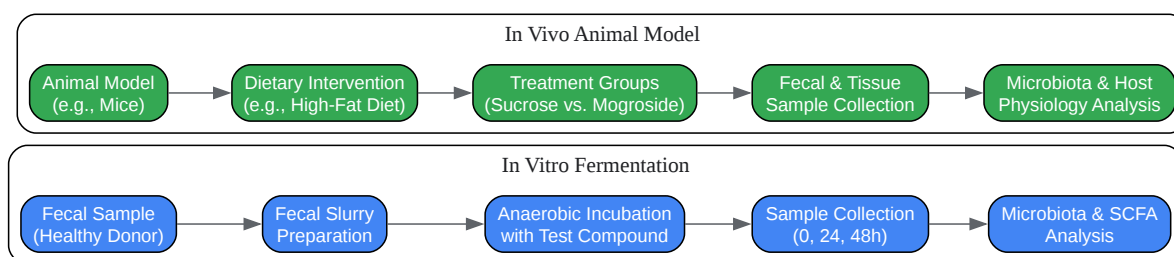 In Vivo Animal Model
Animal Model
(e.g., Mice)
Dietary Intervention
(e.g., High-Fat Diet)
Treatment Groups
(Sucrose vs. Mogroside)
Fecal & Tissue
Sample Collection
Microbiota & Host
Physiology Analysis
In Vitro Fermentation
Fecal Sample
(Healthy Donor)
Fecal Slurry
Preparation
Anaerobic Incubation
with Test Compound
Sample Collection
(0, 24, 48h)
Microbiota & SCFA
Analysis